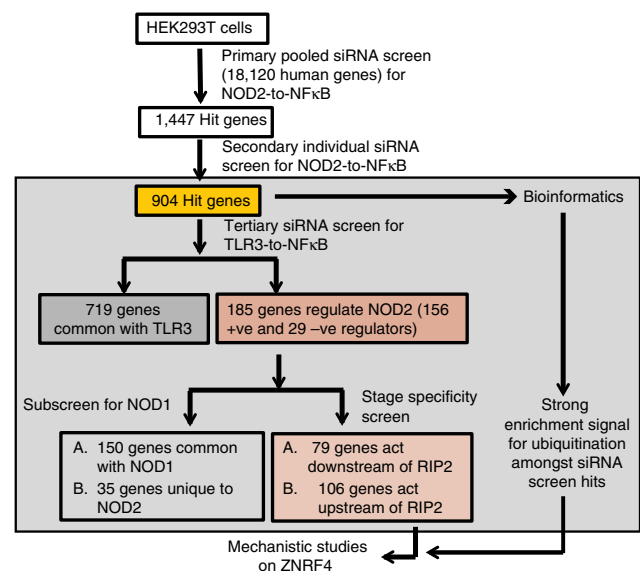 HEK293T cells
Primary pooled siRNA screen
(18,120 human genes) for
NOD2-to-NFκB
1,447 Hit genes
Secondary individual siRNA
screen for NOD2-to-NFκB
904 Hit genes
Bioinformatics
Tertiary siRNA screen for
TLR3-to-NFκB
719 genes
common with TLR3
185 genes regulate NOD2 (156
+ve and 29 –ve regulators)
Subscreen for NOD1
Stage specificity
screen
A. 150 genes common
with NOD1
B. 35 genes unique to
NOD2
A. 79 genes act
downstream of RIP2
B. 106 genes act
upstream of RIP2
Strong
enrichment signal
for ubiquitination
amongst siRNA
screen hits
Mechanistic studies
on ZNRF4